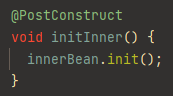 @PostConstruct
void initInner() {
    innerBean.init();
}